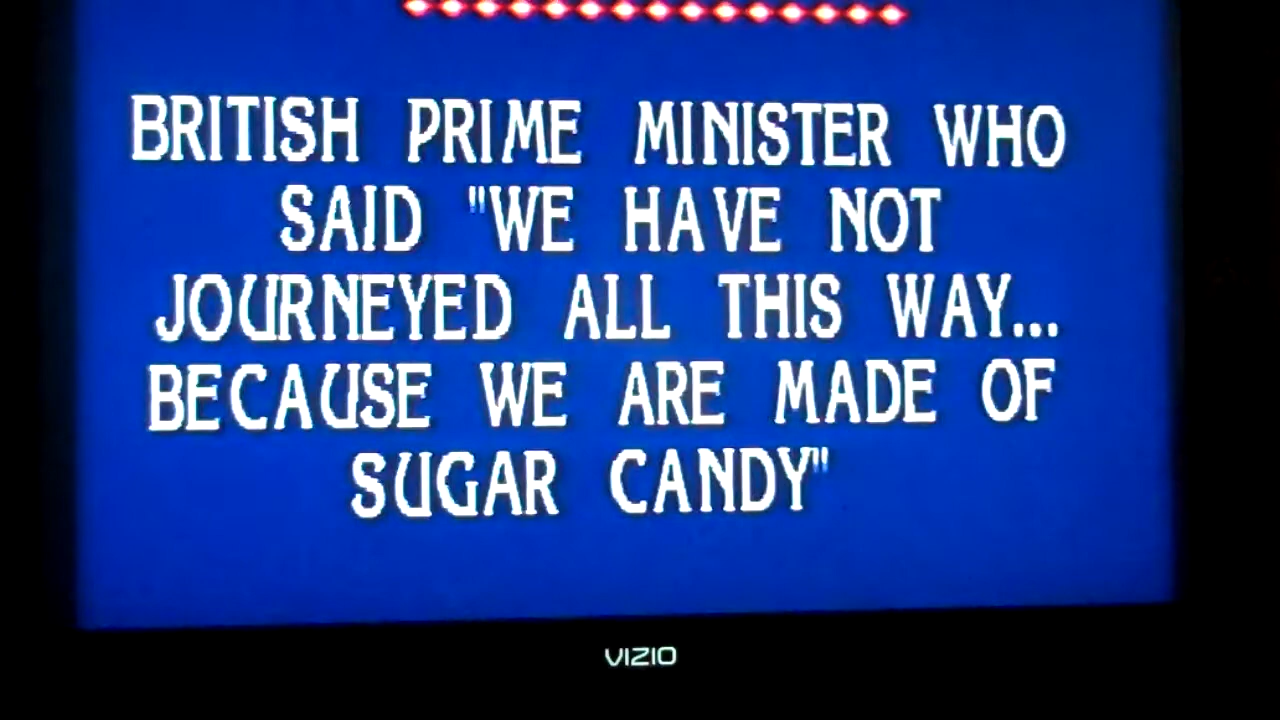 BRITISH PRIME MINISTER WHO
SAID "WE HAVE NOT
JOURNEYED ALL THIS WAY...
BECAUSE WE ARE MADE OF
SUGAR CANDY"
VIZIO